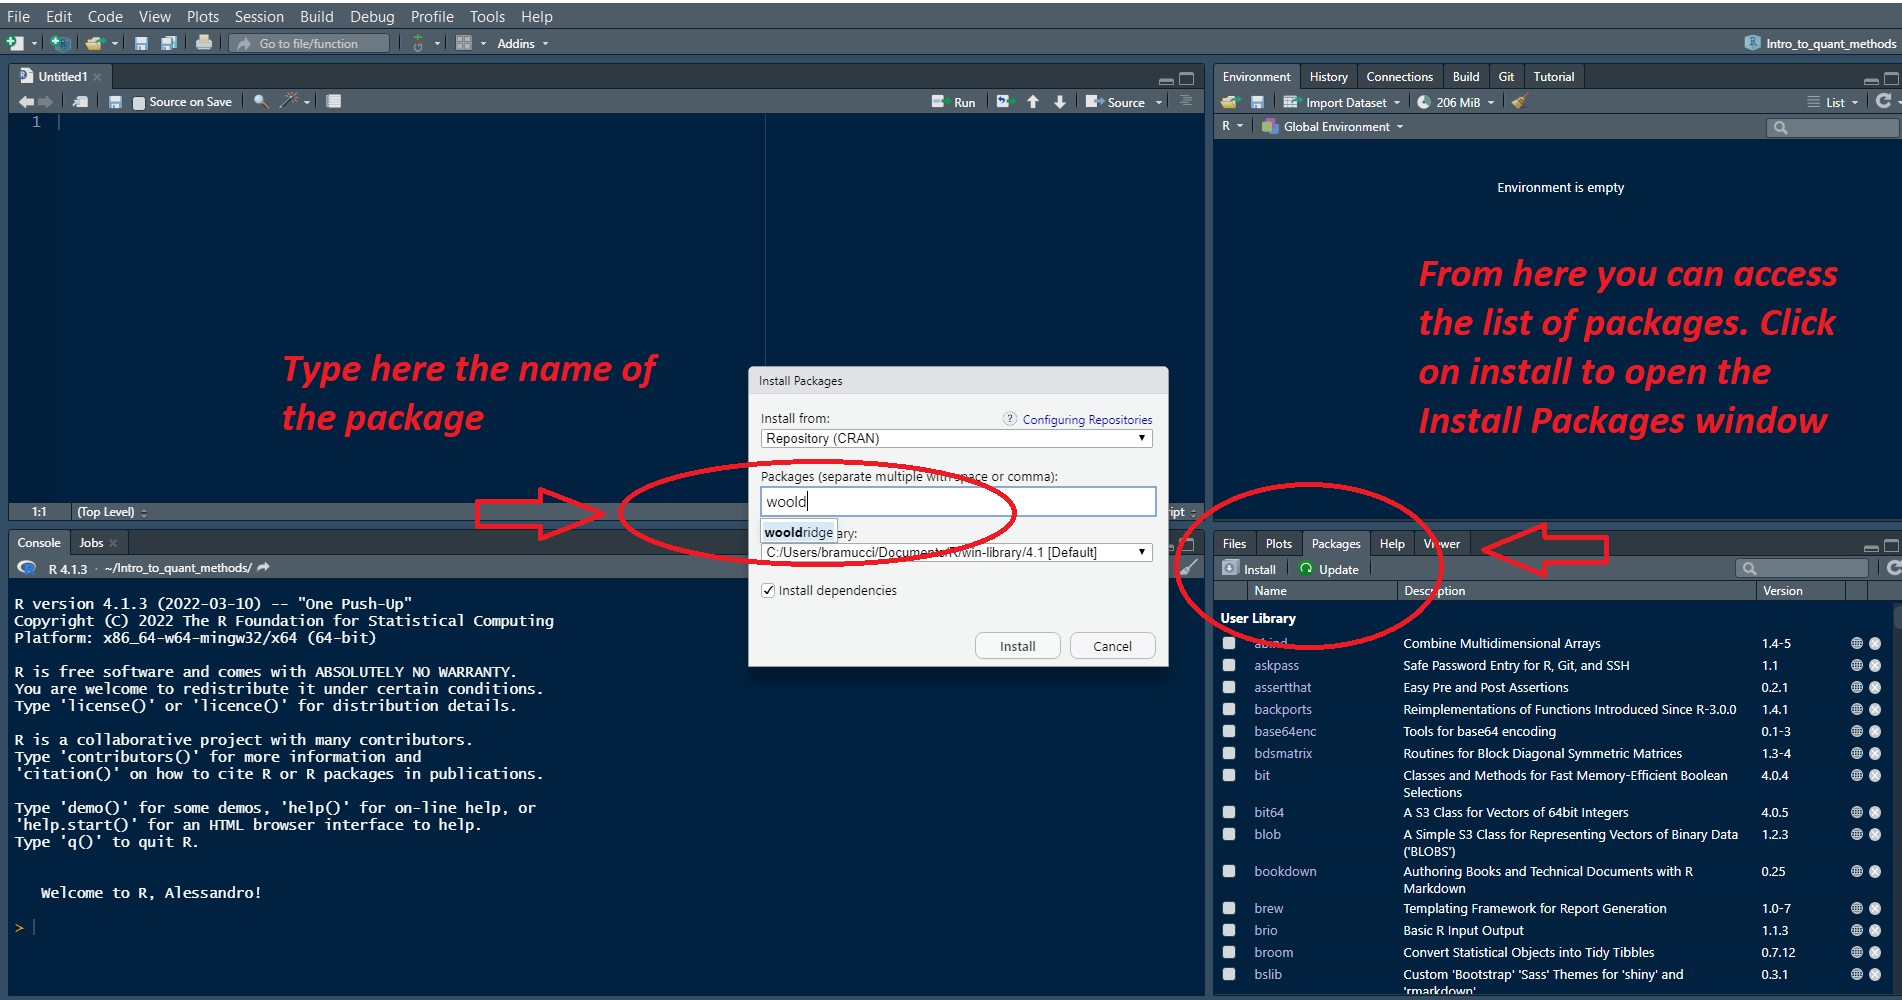 File Edit Code View Plots Session Build Debug Profile Tools Help
Go to file/function Addins Intro_to_quant_methods
Untitled1
Source on Save Run Source
1
1:1 (Top Level) ipt
Type here the name of
the package
Environment History Connections Build Git Tutorial
Import Dataset 206 MiB List
R Global Environment
Environment is empty
From here you can access
the list of packages. Click
on install to open the
Install Packages window
Install Packages
Install from: ? Configuring Repositories
Repository (CRAN)
Packages (separate multiple with space or comma):
woold
wooldridge ary:
C:/Users/bramucci/Documents/R/win-library/4.1 [Default]
Install dependencies
Install Cancel
Console Jobs
R 4.1.3 · ~/Intro_to_quant_methods/
R version 4.1.3 (2022-03-10) -- "One Push-Up"
Copyright (C) 2022 The R Foundation for Statistical Computing
Platform: x86_64-w64-mingw32/x64 (64-bit)
R is free software and comes with ABSOLUTELY NO WARRANTY.
You are welcome to redistribute it under certain conditions.
Type 'license()' or 'licence()' for distribution details.
R is a collaborative project with many contributors.
Type 'contributors()' for more information and
'citation()' on how to cite R or R packages in publications.
Type 'demo()' for some demos, 'help()' for on-line help, or
'help.start()' for an HTML browser interface to help.
Type 'q()' to quit R.
Welcome to R, Alessandro!
>
Files Plots Packages Help Viewer
Install Update
Name Description Version
User Library
abind Combine Multidimensional Arrays 1.4-5
askpass Safe Password Entry for R, Git, and SSH 1.1
assertthat Easy Pre and Post Assertions 0.2.1
backports Reimplementations of Functions Introduced Since R-3.0.0 1.4.1
base64enc Tools for base64 encoding 0.1-3
bdsmatrix Routines for Block Diagonal Symmetric Matrices 1.3-4
bit Classes and Methods for Fast Memory-Efficient Boolean 4.0.4
Selections
bit64 A S3 Class for Vectors of 64bit Integers 4.0.5
blob A Simple S3 Class for Representing Vectors of Binary Data 1.2.3
('BLOBS')
bookdown Authoring Books and Technical Documents with R 0.25
Markdown
brew Templating Framework for Report Generation 1.0-7
brio Basic R Input Output 1.1.3
broom Convert Statistical Objects into Tidy Tibbles 0.7.12
bslib Custom 'Bootstrap' 'Sass' Themes for 'shiny' and 0.3.1
'rmarkdown'